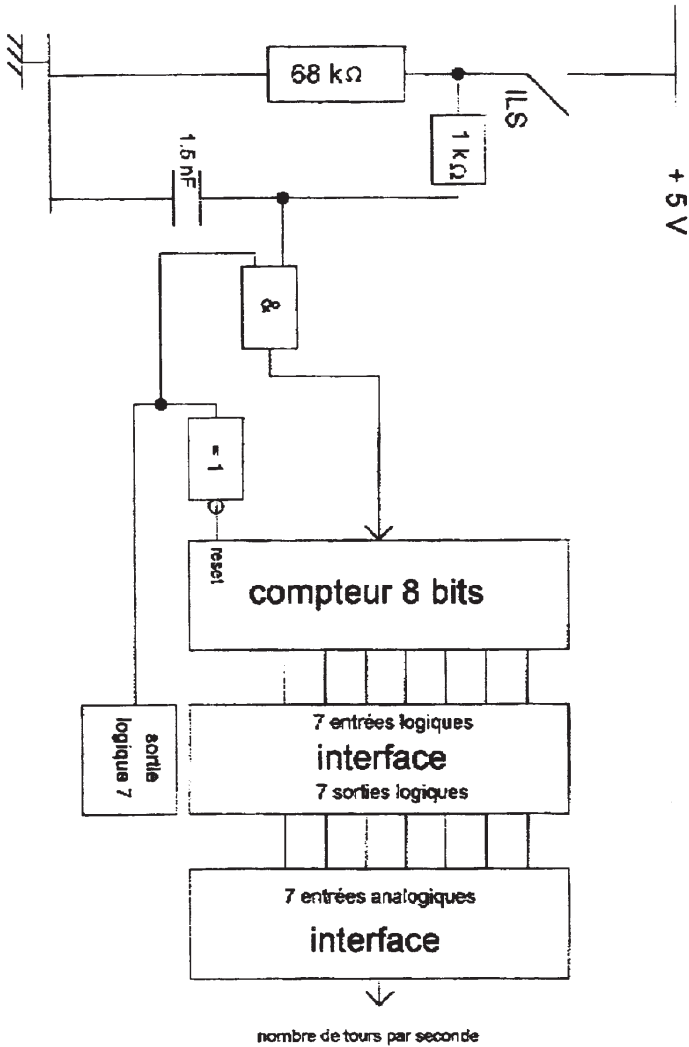 68 kΩ
ILS
1 kΩ
+ 5 V
1.5 nF
&
= 1
reset
compteur 8 bits
7 entrées logiques
interface
7 sorties logiques
sortie
logique 7
7 entrées analogiques
interface
nombre de tours par seconde